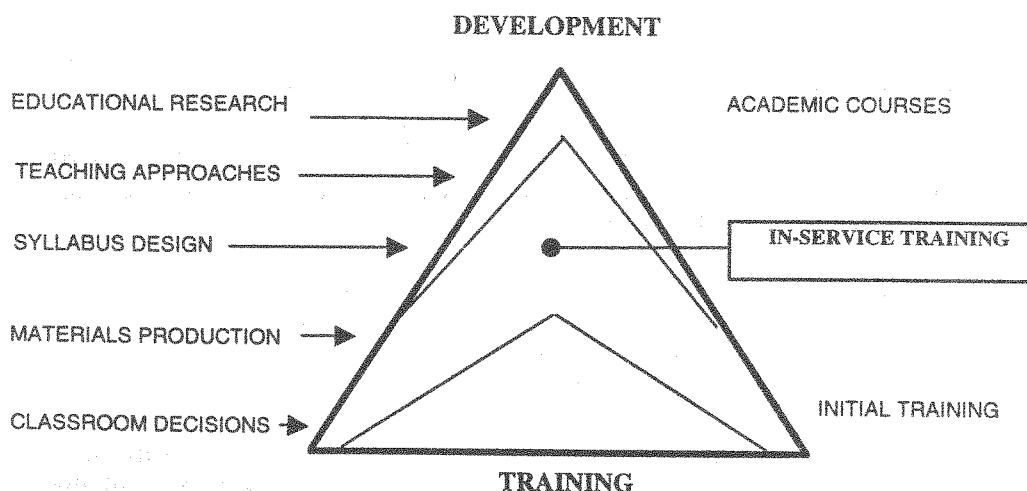 DEVELOPMENT
EDUCATIONAL RESEARCH
ACADEMIC COURSES
TEACHING APPROACHES
SYLLABUS DESIGN
IN-SERVICE TRAINING
MATERIALS PRODUCTION
CLASSROOM DECISIONS
INITIAL TRAINING
TRAINING